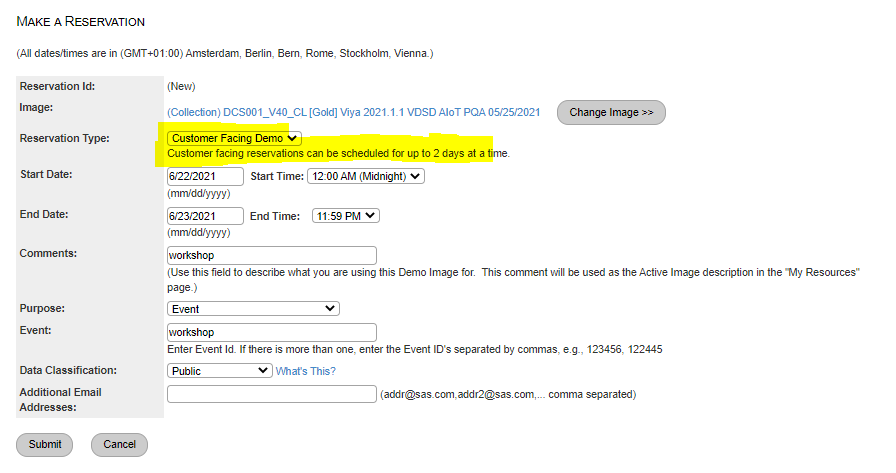 MAKE A RESERVATION
(All dates/times are in (GMT+01:00) Amsterdam, Berlin, Bern, Rome, Stockholm, Vienna.)
Reservation Id: (New)
Image: (Collection) DCS001_V40_CL [Gold] Viya 2021.1.1 VDSD AIoT PQA 05/25/2021 Change Image >>
Reservation Type: Customer Facing Demo
Customer facing reservations can be scheduled for up to 2 days at a time.
Start Date: 6/22/2021 Start Time: 12:00 AM (Midnight)
(mm/dd/yyyy)
End Date: 6/23/2021 End Time: 11:59 PM
(mm/dd/yyyy)
Comments: workshop
(Use this field to describe what you are using this Demo Image for. This comment will be used as the Active Image description in the "My Resources"
page.)
Purpose: Event
Event: workshop
Enter Event Id. If there is more than one, enter the Event ID's separated by commas, e.g., 123456, 122445
Data Classification: Public What's This?
Additional Email (addr@sas.com,addr2@sas.com,... comma separated)
Addresses:
Submit Cancel